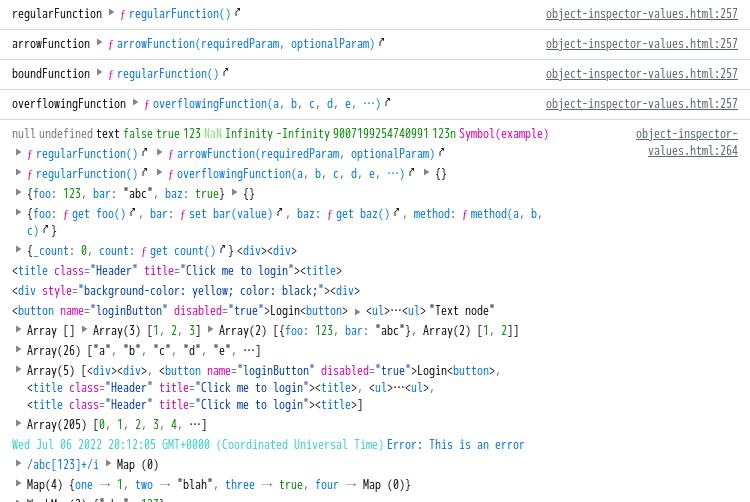 regularFunction ▶ ƒ regularFunction() object-inspector-values.html:257
arrowFunction ▶ ƒ arrowFunction(requiredParam, optionalParam) object-inspector-values.html:257
boundFunction ▶ ƒ regularFunction() object-inspector-values.html:257
overflowingFunction ▶ ƒ overflowingFunction(a, b, c, d, e, …) object-inspector-values.html:257
null undefined text false true 123 NaN Infinity -Infinity 9007199254740991 123n Symbol(example) object-inspector-
values.html:264
▶ ƒ regularFunction() ▶ ƒ arrowFunction(requiredParam, optionalParam)
▶ ƒ regularFunction() ▶ ƒ overflowingFunction(a, b, c, d, e, …) ▶ {}
▶ {foo: 123, bar: "abc", baz: true} ▶ {}
▶ {foo: ƒ get foo(), bar: ƒ set bar(value), baz: ƒ get baz(), method: ƒ method(a, b,
c)}
▶ {_count: 0, count: ƒ get count()} <div><div>
<title class="Header" title="Click me to login"><title>
<div style="background-color: yellow; color: black;"><div>
<button name="loginButton" disabled="true">Login<button> ▶ <ul>…<ul> "Text node"
▶ Array [] ▶ Array(3) [1, 2, 3] ▶ Array(2) [{foo: 123, bar: "abc"}, Array(2) [1, 2]]
▶ Array(26) ["a", "b", "c", "d", "e", …]
▶ Array(5) [<div><div>, <button name="loginButton" disabled="true">Login<button>,
<title class="Header" title="Click me to login"><title>, <ul>…<ul>,
<title class="Header" title="Click me to login"><title>]
▶ Array(205) [0, 1, 2, 3, 4, …]
Wed Jul 06 2022 20:12:05 GMT+0000 (Coordinated Universal Time) Error: This is an error
▶ /abc[123]+/i ▶ Map (0)
▶ Map(4) {one → 1, two → "blah", three → true, four → Map (0)}